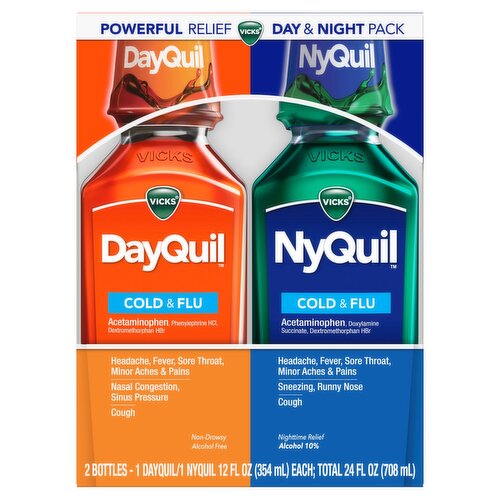 POWERFUL RELIEF VICKS DAY & NIGHT PACK
DayQuil
NyQuil
VICKS
VICKS
VICKS
VICKS
DayQuil™
NyQuil™
COLD & FLU
COLD & FLU
Acetaminophen, Phenylephrine HCl,
Dextromethorphan HBr
Acetaminophen, Doxylamine
Succinate, Dextromethorphan HBr
Headache, Fever, Sore Throat,
Minor Aches & Pains
Nasal Congestion,
Sinus Pressure
Cough
Headache, Fever, Sore Throat,
Minor Aches & Pains
Sneezing, Runny Nose
Cough
Non-Drowsy
Alcohol Free
Nighttime Relief
Alcohol 10%
2 BOTTLES - 1 DAYQUIL/1 NYQUIL 12 FL OZ (354 mL) EACH; TOTAL 24 FL OZ (708 mL)